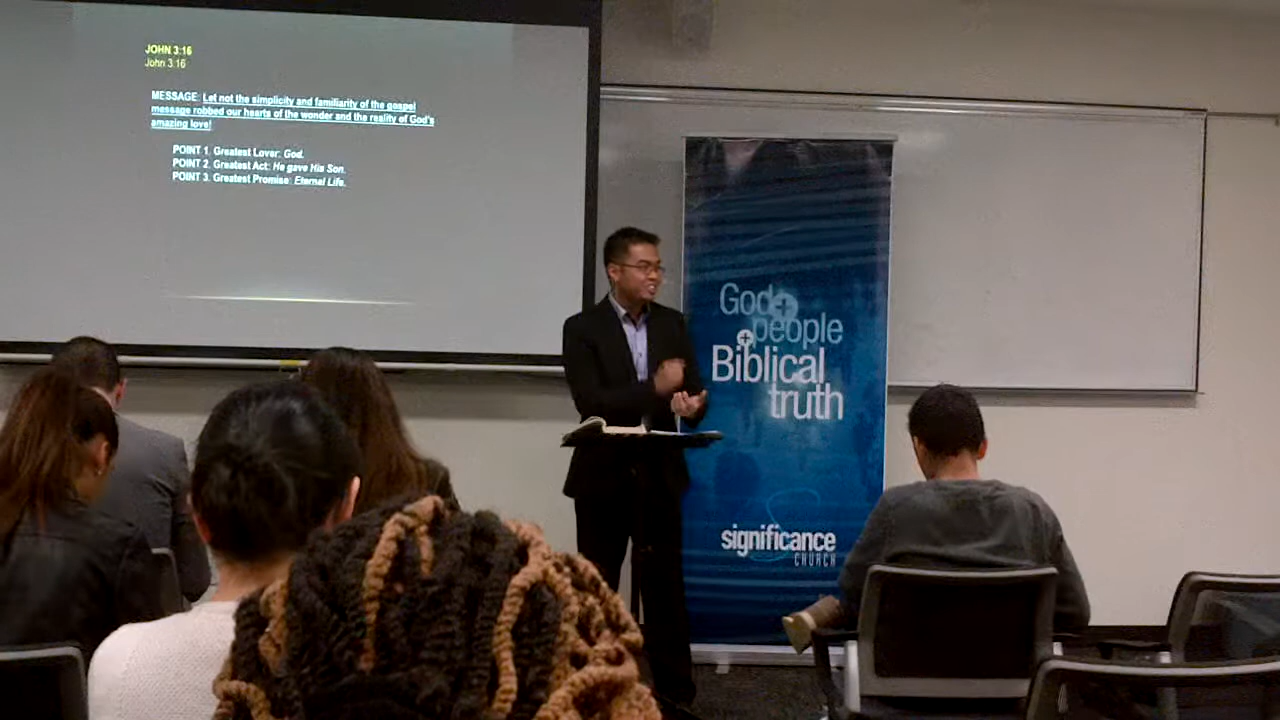 JOHN 3:16
John 3:16
MESSAGE: Let not the simplicity and familiarity of the gospel
message robbed our hearts of the wonder and the reality of God's
amazing love!
POINT 1. Greatest Lover: God.
POINT 2. Greatest Act: He gave His Son.
POINT 3. Greatest Promise: Eternal Life.
God+
people
+
Biblical
truth
significance
CHURCH